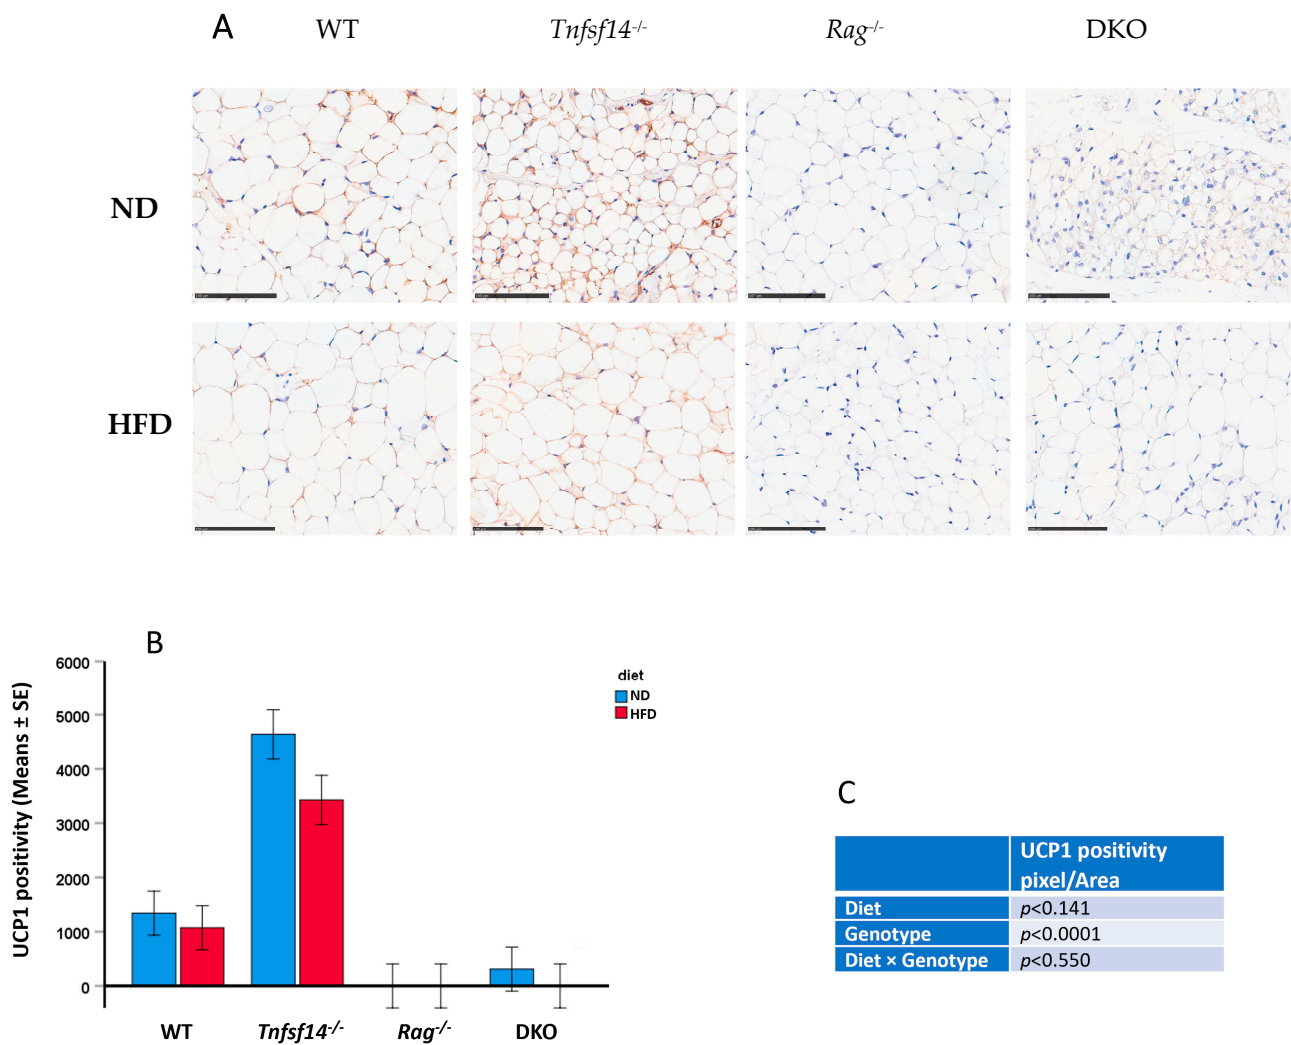 A
WT
Tnfsf14-/-
Rag-/-
DKO
ND
HFD
B
UCP1 positivity (Means ± SE)
6000
5000
4000
3000
2000
1000
0
diet
ND
HFD
WT
Tnfsf14-/-
Rag-/-
DKO
C
UCP1 positivity
pixel/Area
Diet p<0.141
Genotype p<0.0001
Diet × Genotype p<0.550